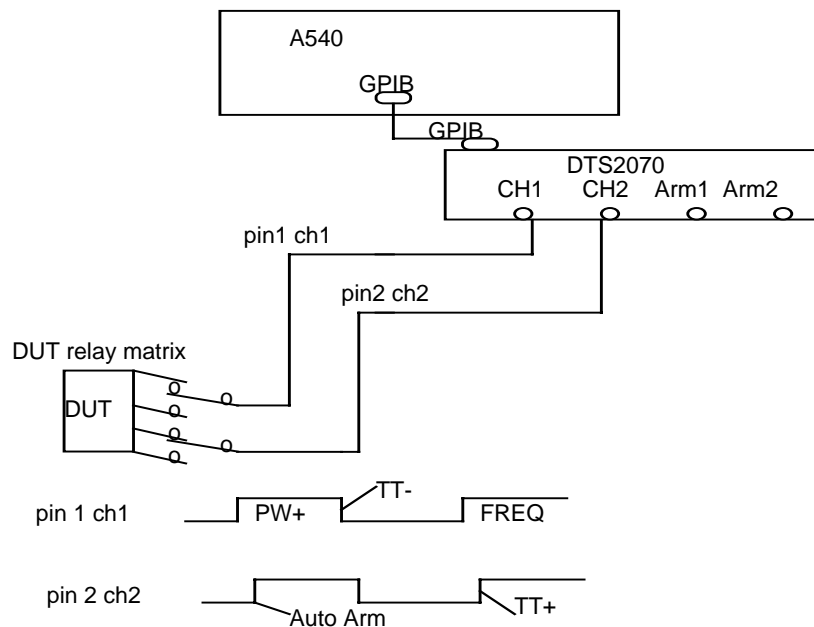 A540
GPIB
GPIB
DTS2070
CH1 CH2 Arm1 Arm2
pin1 ch1
pin2 ch2
DUT relay matrix
DUT
TT-
pin 1 ch1 PW+ FREQ
pin 2 ch2
Auto Arm TT+